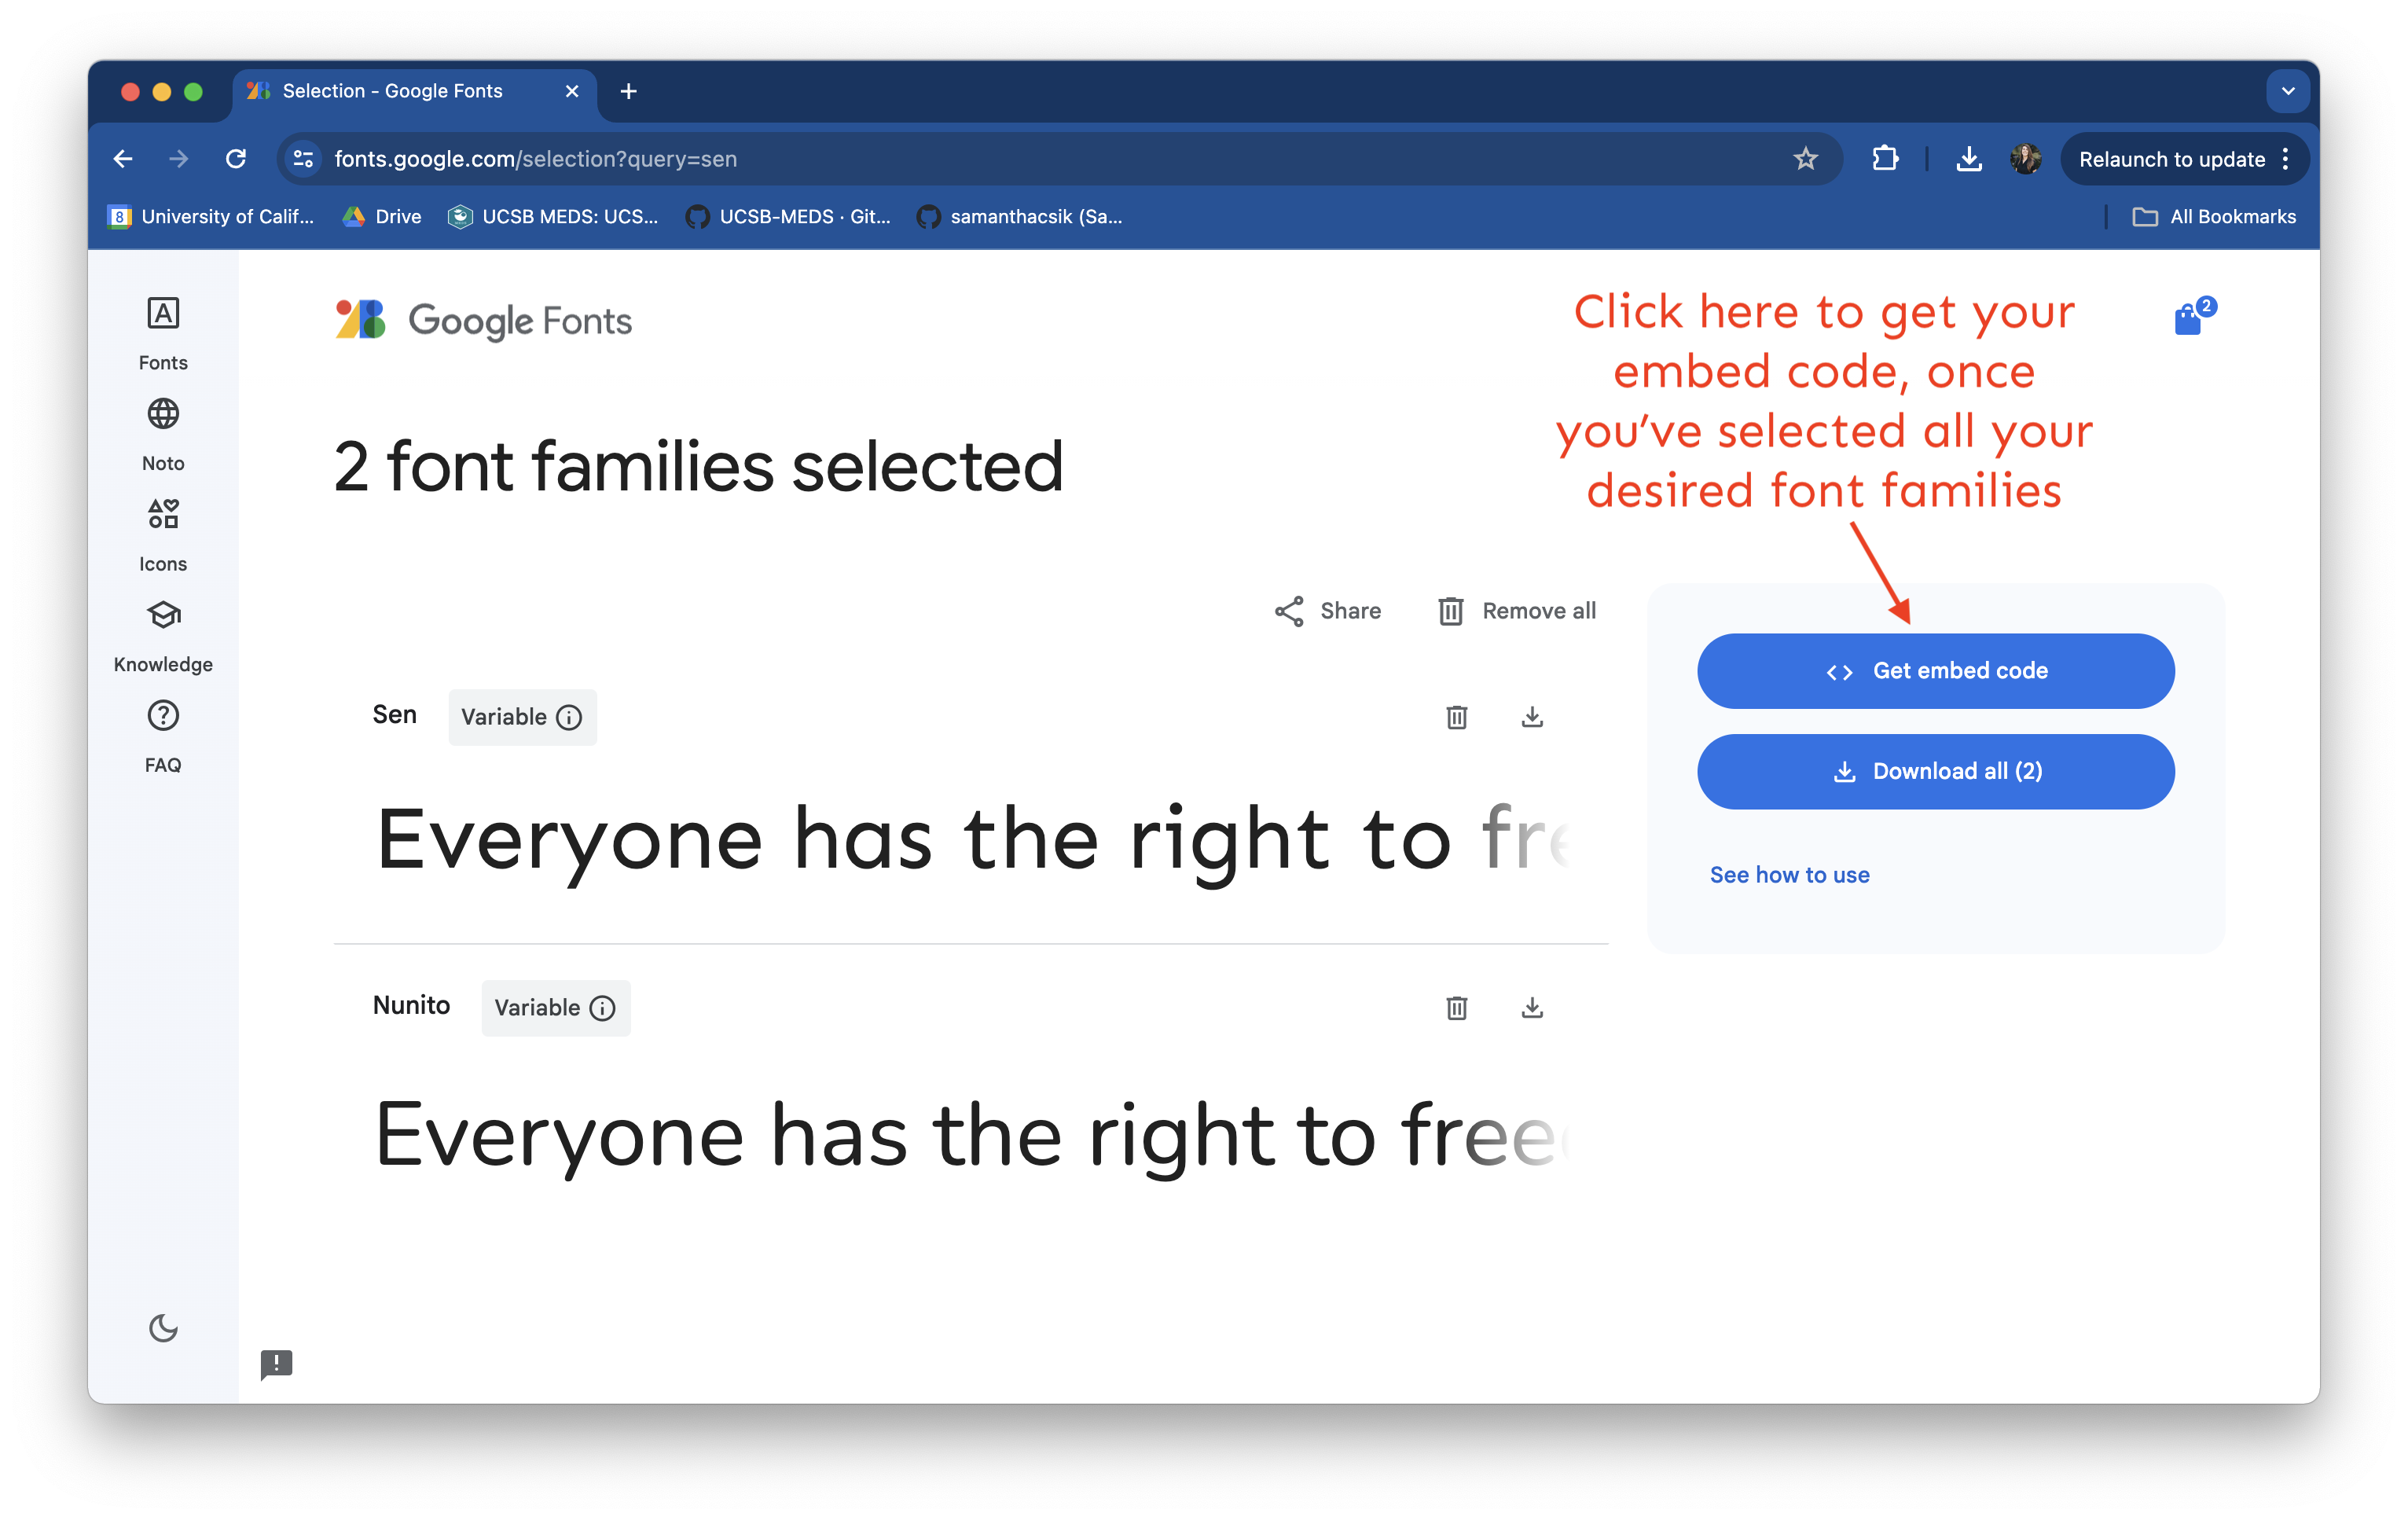 Selection - Google Fonts
fonts.google.com/selection?query=sen
Relaunch to update
8 University of Calif...
Drive
UCSB MEDS: UCS...
UCSB-MEDS · Git...
samanthacsik (Sa...
All Bookmarks
A
Fonts
Noto
Icons
Knowledge
FAQ
Google Fonts
2
Click here to get your
embed code, once
you've selected all your
desired font families
2 font families selected
Share
Remove all
<> Get embed code
Download all (2)
See how to use
Sen
Variable
Everyone has the right to fre
Nunito
Variable
Everyone has the right to free